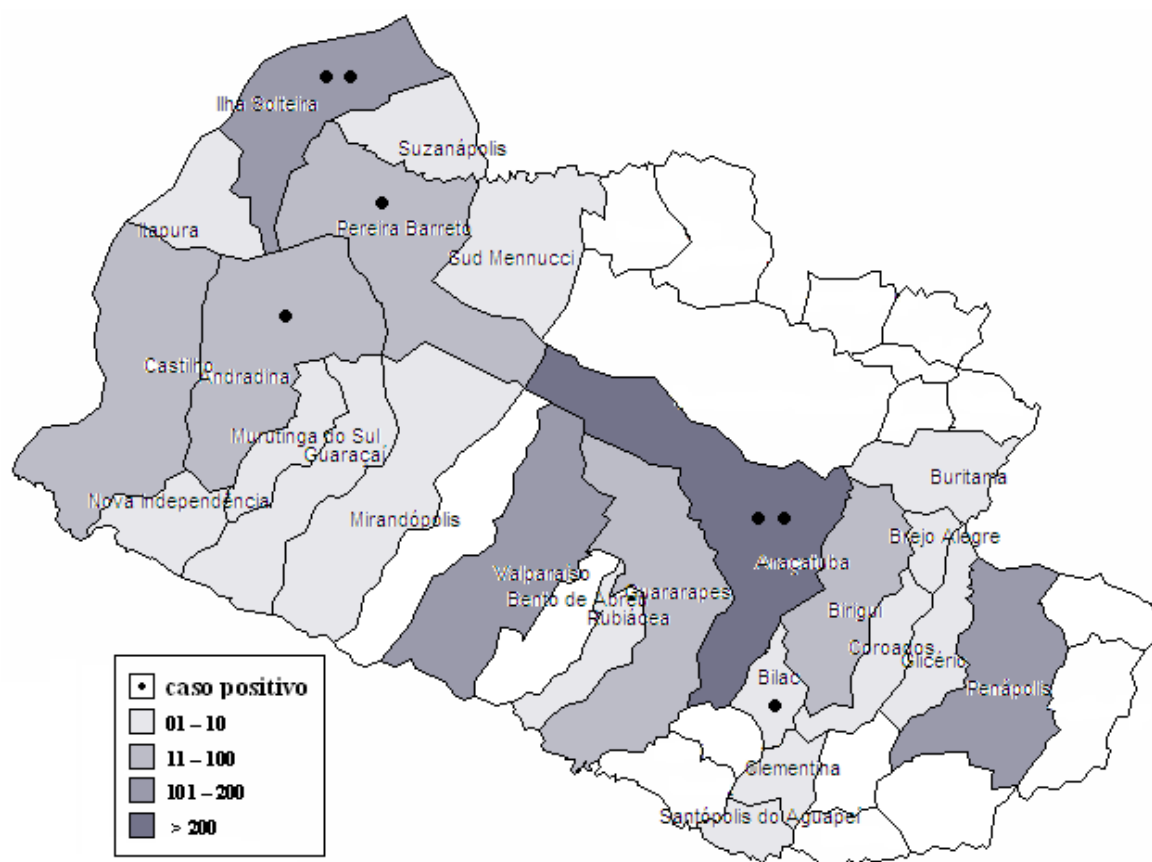 Ilha Solteira
Suzanápolis
Itapura
Pereira Barreto
Sud Mennucci
Castilho
Andradina
Murutinga do Sul
Guaraçaí
Buritama
Nova Independência
Mirandópolis
Brejo Alegre
Valparaíso
Araçatuba
Bento de Abreu
Guararapes
Rubiácea
Birigui
Coroados
Glicério
Bilac
Penápolis
Clementina
Santópolis do Aguapeí
caso positivo
01 – 10
11 – 100
101 – 200
> 200